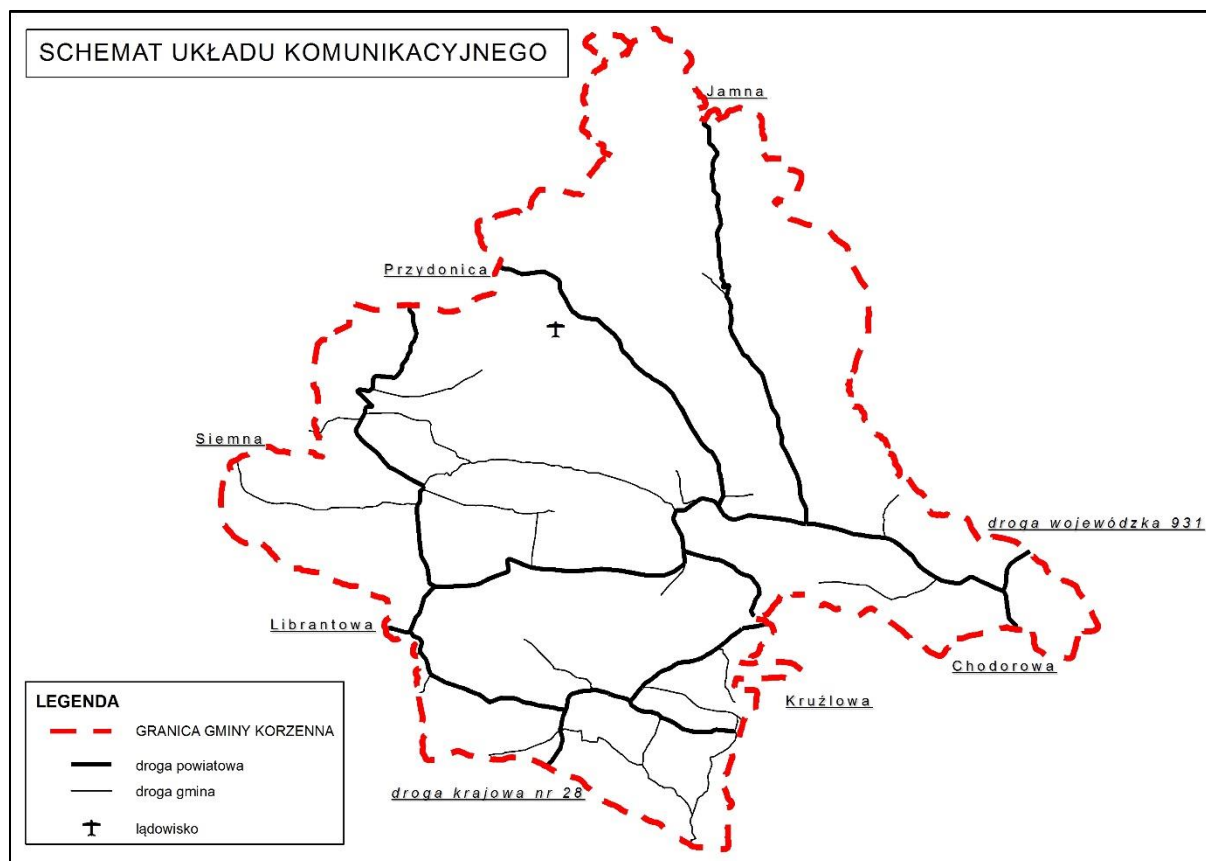 SCHEMAT UKŁADU KOMUNIKACYJNEGO
Jamna
Przydonica
Siemna
droga wojewódzka 931
Librantowa
Chodorowa
Kruźlowa
droga krajowa nr 28
LEGENDA
GRANICA GMINY KORZENNA
droga powiatowa
droga gmina
lądowisko